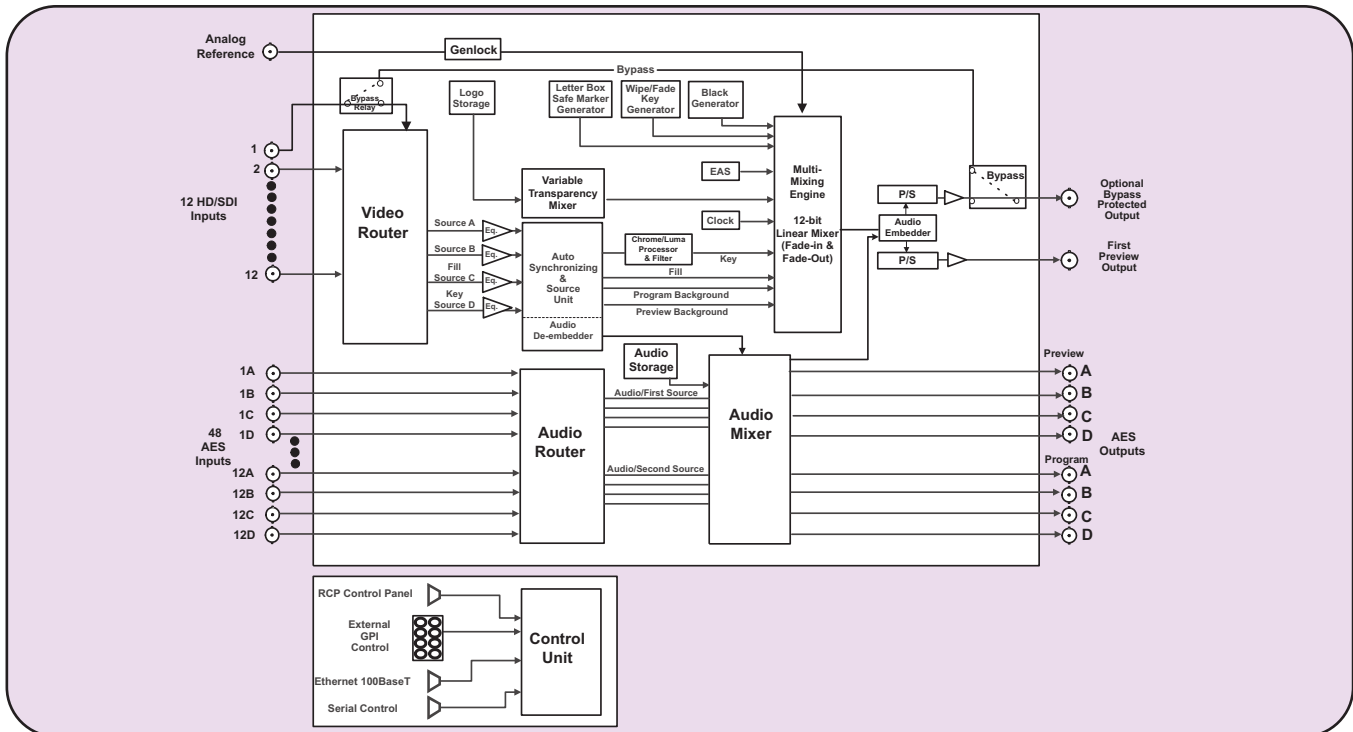 Analog
Reference
Genlock
Bypass
Bypass
Relay
Logo
Storage
Letter Box
Safe Marker
Generator
Wipe/Fade
Key
Generator
Black
Generator
1
2
12 HD/SDI
Inputs
12
Video
Router
Variable
Transparency
Mixer
EAS
Clock
Multi-
Mixing
Engine
12-bit
Linear Mixer
(Fade-in &
Fade-Out)
P/S
Bypass
Optional
Bypass
Protected
Output
Audio
Embedder
P/S
First
Preview
Output
Source A
Eq.
Source B
Eq.
Fill
Source C
Eq.
Key
Source D
Eq.
Auto
Synchronizing
&
Source
Unit
Audio
De-embedder
Chrome/Luma
Processor
& Filter
Key
Fill
Program Background
Preview Background
Audio
Storage
1A
1B
1C
1D
48
AES
Inputs
12A
12B
12C
12D
Audio
Router
Audio/First Source
Audio/Second Source
Audio
Mixer
Preview
A
B
C
D
AES
Outputs
Program
A
B
C
D
RCP Control Panel
External
GPI
Control
Ethernet 100BaseT
Serial Control
Control
Unit